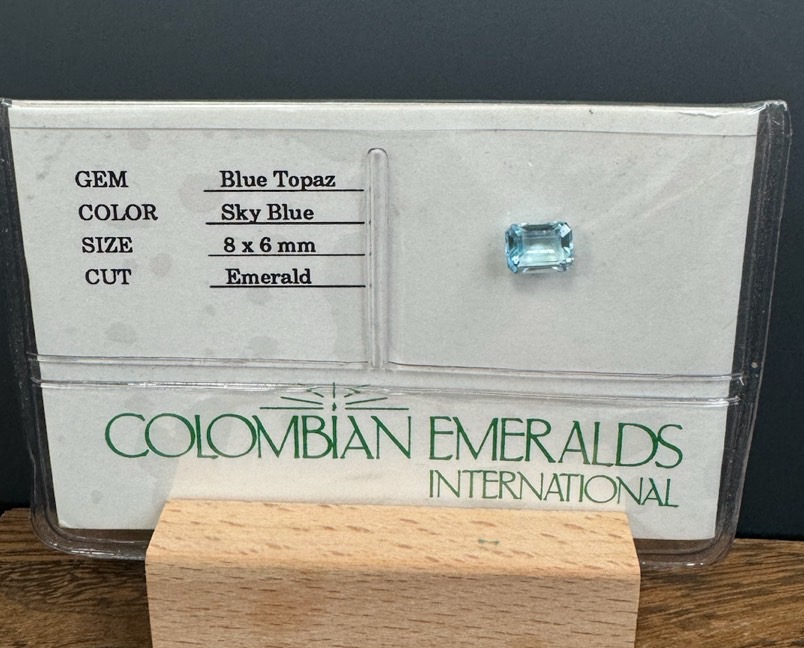 GEM Blue Topaz
COLOR Sky Blue
SIZE 8 x 6 mm
CUT Emerald
COLOMBIAN EMERALDS
INTERNATIONAL